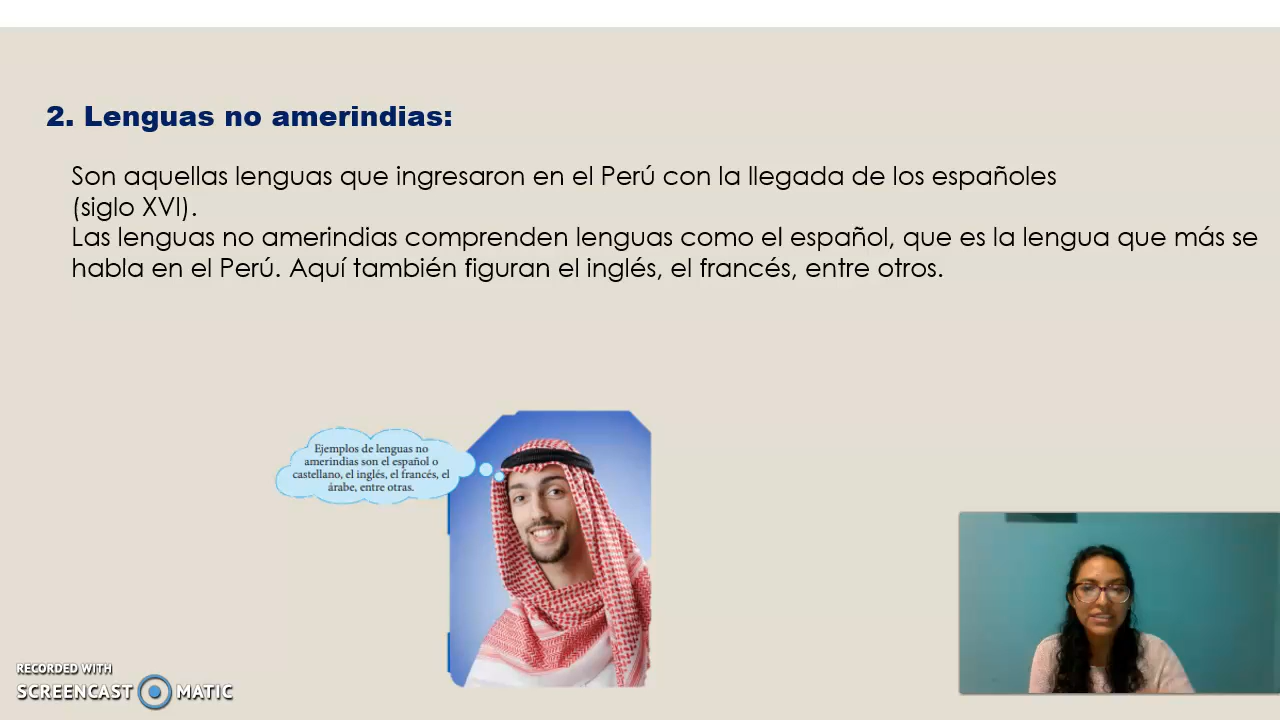 2. Lenguas no amerindias:
Son aquellas lenguas que ingresaron en el Perú con la llegada de los españoles
(siglo XVI).
Las lenguas no amerindias comprenden lenguas como el español, que es la lengua que más se
habla en el Perú. Aquí también figuran el inglés, el francés, entre otros.
Ejemplos de lenguas no
amerindias son el español o
castellano, el inglés, el francés, el
árabe, entre otras.
RECORDED WITH
SCREENCAST MATIC